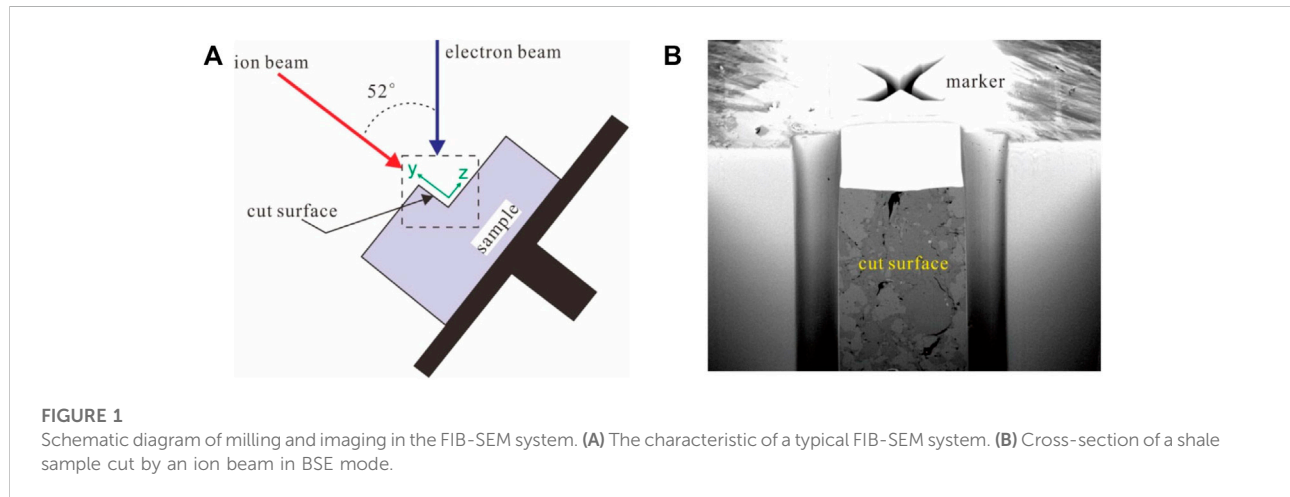 A
ion beam
electron beam
52°
y
z
cut surface
sample
B
marker
cut surface
FIGURE 1
Schematic diagram of milling and imaging in the FIB-SEM system. (A) The characteristic of a typical FIB-SEM system. (B) Cross-section of a shale
sample cut by an ion beam in BSE mode.